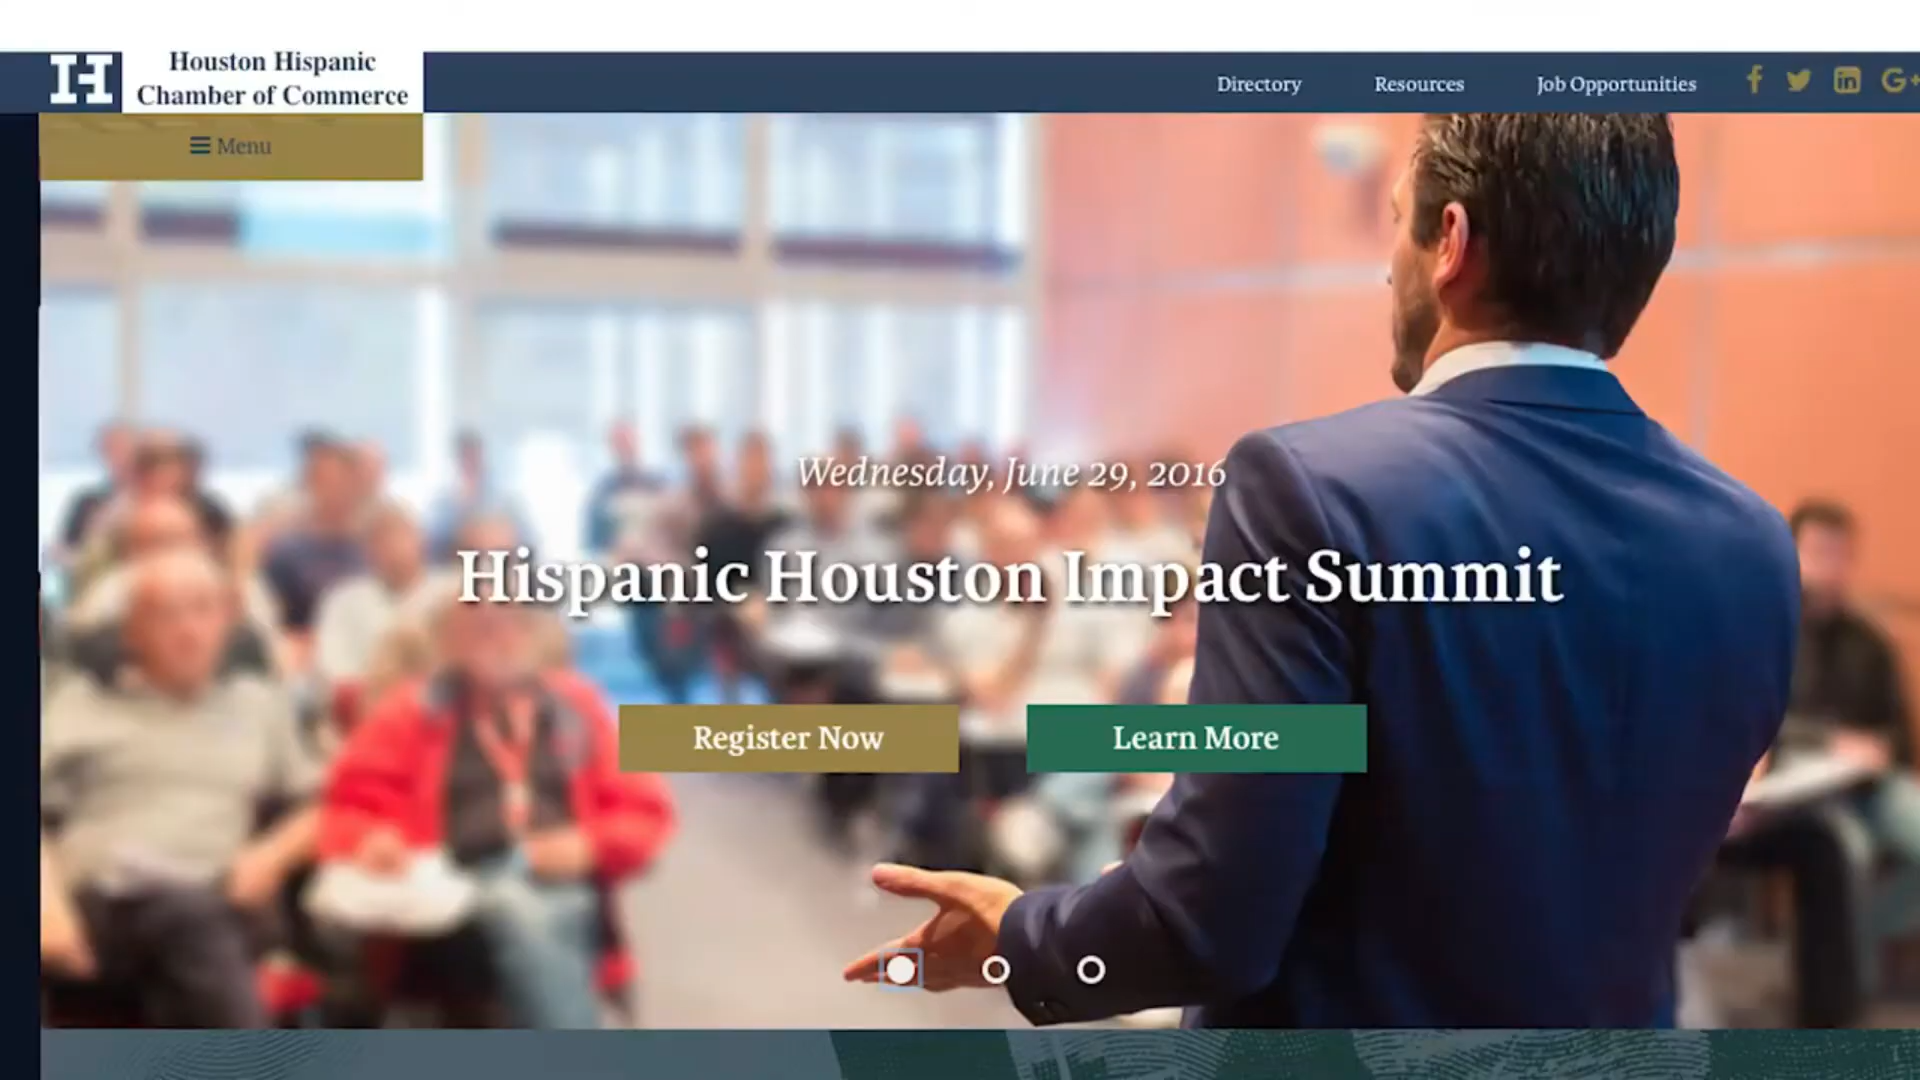 Houston Hispanic
Chamber of Commerce
Directory
Resources
Job Opportunities
Menu
Wednesday, June 29, 2016
Hispanic Houston Impact Summit
Register Now
Learn More